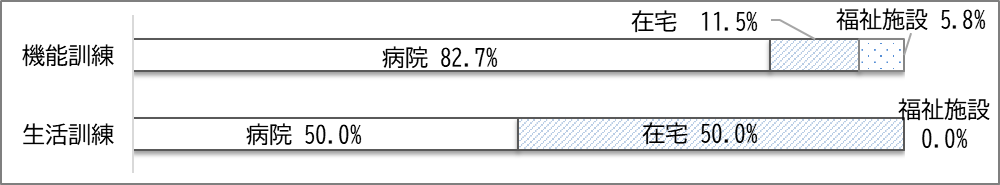 在宅 11.5%
福祉施設 5.8%
機能訓練
病院 82.7%
福祉施設
0.0%
生活訓練
病院 50.0%
在宅 50.0%